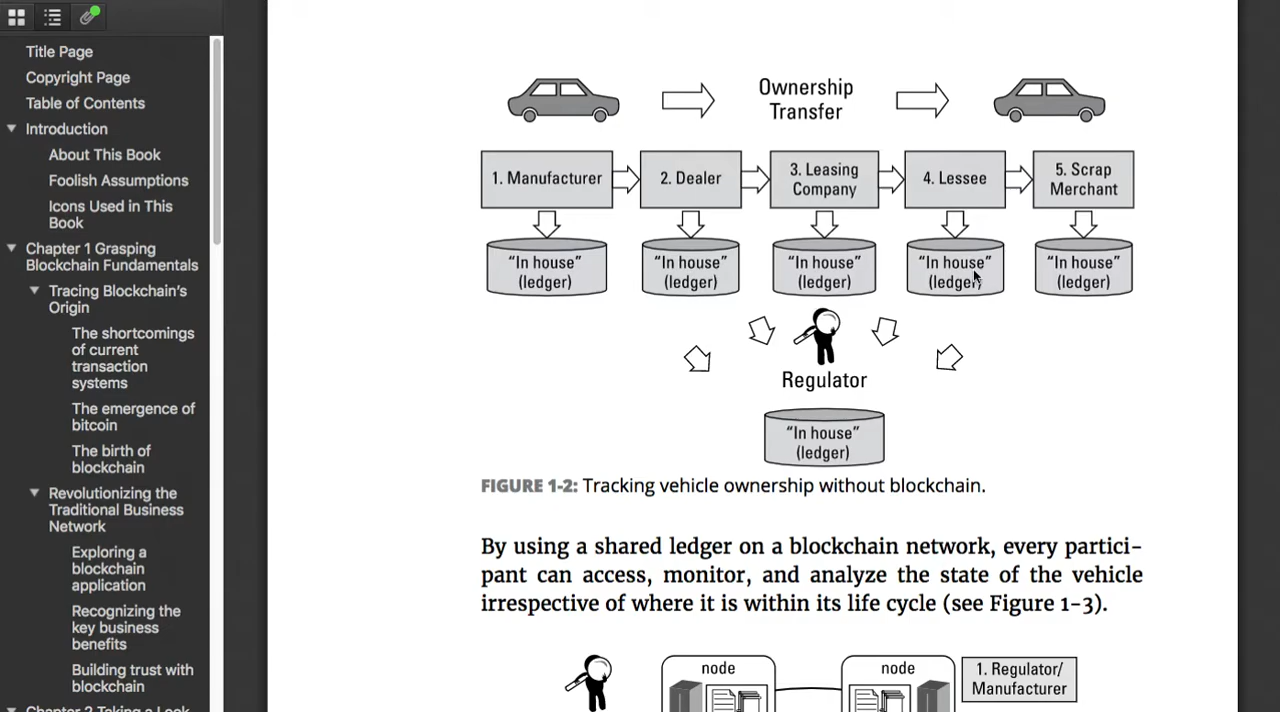 Title Page
Copyright Page
Table of Contents
Introduction
About This Book
Foolish Assumptions
Icons Used in This
Book
Chapter 1 Grasping
Blockchain Fundamentals
Tracing Blockchain's
Origin
The shortcomings
of current
transaction
systems
The emergence of
bitcoin
The birth of
blockchain
Revolutionizing the
Traditional Business
Network
Exploring a
blockchain
application
Recognizing the
key business
benefits
Building trust with
blockchain
Chapter 2 Taking a Look
Ownership
Transfer
1. Manufacturer
2. Dealer
3. Leasing
Company
4. Lessee
5. Scrap
Merchant
“In house”
(ledger)
“In house”
(ledger)
“In house”
(ledger)
“In house”
(ledger)
“In house”
(ledger)
Regulator
“In house”
(ledger)
FIGURE 1-2: Tracking vehicle ownership without blockchain.
By using a shared ledger on a blockchain network, every partici-
pant can access, monitor, and analyze the state of the vehicle
irrespective of where it is within its life cycle (see Figure 1-3).
node
node
1. Regulator/
Manufacturer